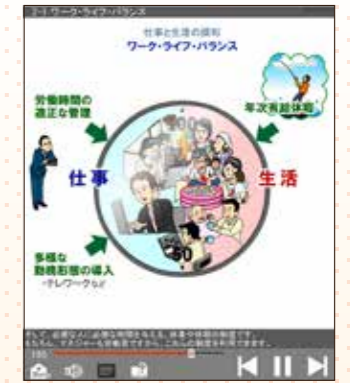 2-1 ワーク・ライフ・バランス
仕事と生活の調和
ワーク・ライフ・バランス
労働時間の
適正な管理
年次有給休暇
仕事
生活
多様な
勤務形態の導入
-テレワークなど